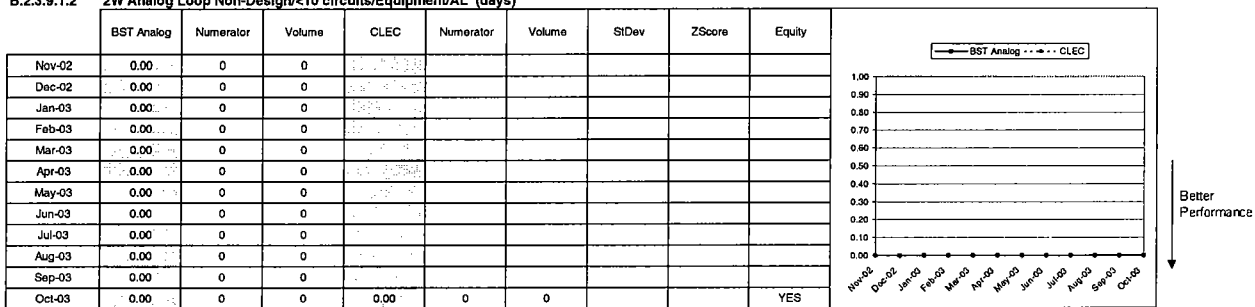 B.2.3.9.1.2 2W Analog Loop Non-Design/<10 circuits/Equipment/AL (days)
BST Analog Numerator Volume CLEC Numerator Volume StDev ZScore Equity
Nov-02 0.00 0 0
Dec-02 0.00 0 0
Jan-03 0.00 0 0
Feb-03 0.00 0 0
Mar-03 0.00 0 0
Apr-03 0.00 0 0
May-03 0.00 0 0
Jun-03 0.00 0 0
Jul-03 0.00 0 0
Aug-03 0.00 0 0
Sep-03 0.00 0 0
Oct-03 0.00 0 0 0.00 0 0 YES
BST Analog CLEC
1.00
0.90
0.80
0.70
0.60
0.50
0.40
0.30
0.20
0.10
0.00
Nov-02 Dec-02 Jan-03 Feb-03 Mar-03 Apr-03 May-03 Jun-03 Jul-03 Aug-03 Sep-03 Oct-03
Better
Performance